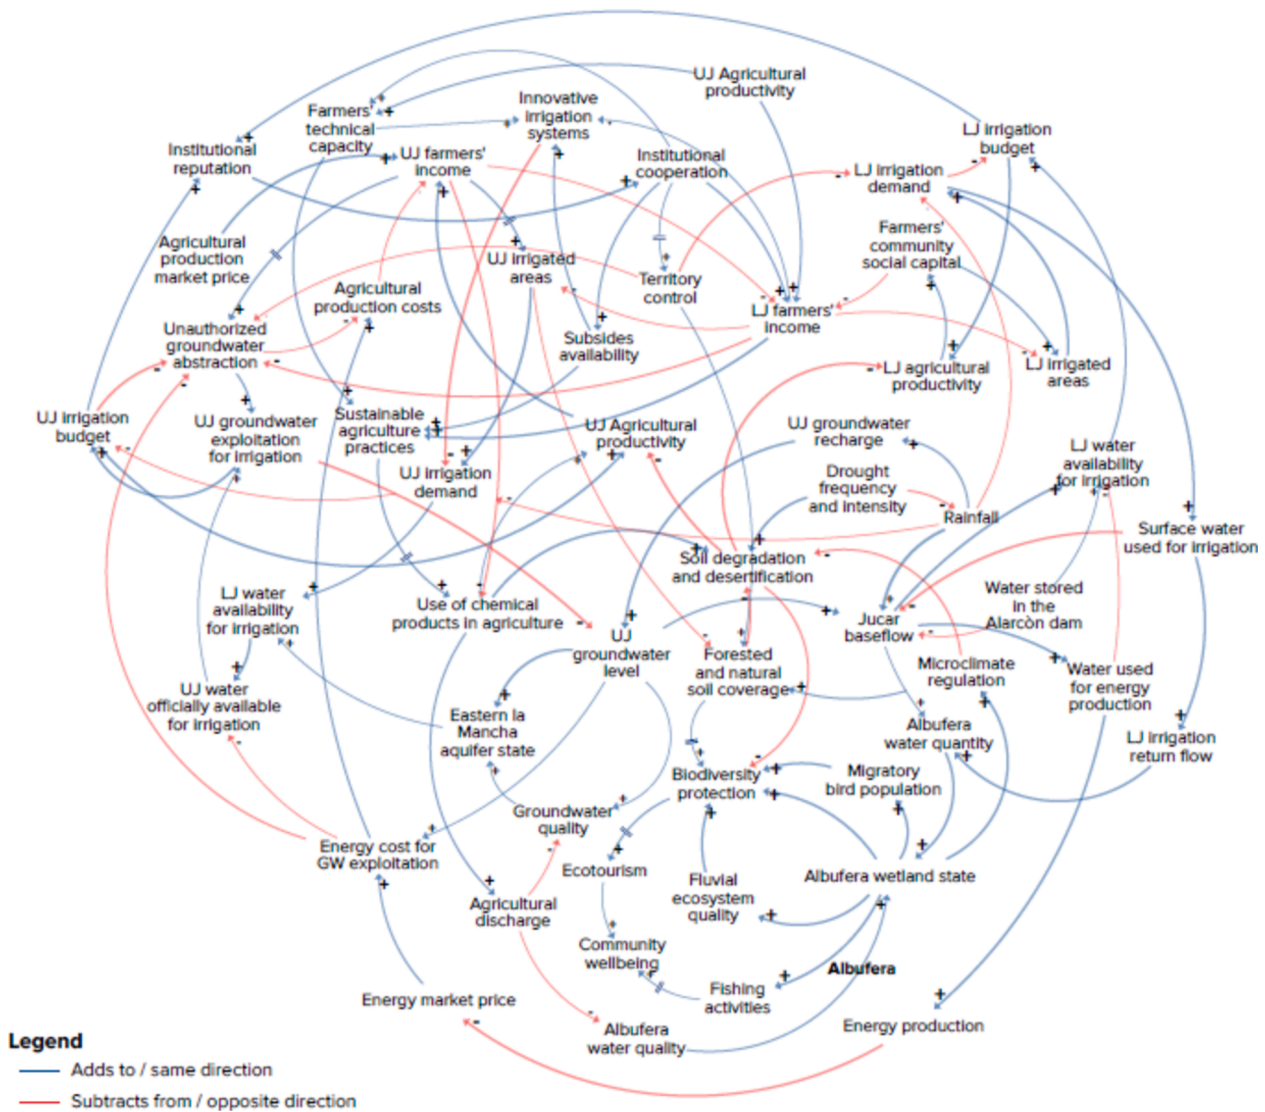 UJ Agricultural
productivity
Innovative
irrigation
systems
Farmers'
technical
capacity
LJ irrigation
budget
Institutional
reputation
UJ farmers'
income
Institutional
cooperation
LJ irrigation
demand
Farmers'
community
social capital
Agricultural
production
market price
UJ irrigated
areas
Territory
control
Agricultural
production costs
LJ farmers'
income
Unauthorized
groundwater
abstraction
Subsides
availability
LJ agricultural
productivity
LJ irrigated
areas
UJ irrigation
budget
UJ groundwater
exploitation
for irrigation
Sustainable
agriculture
practices
UJ Agricultural
productivity
UJ groundwater
recharge
LJ water
availability
for irrigation
UJ irrigation
demand
Drought
frequency
and intensity
Rainfall
Surface water
used for irrigation
Soil degradation
and desertification
LJ water
availability
for irrigation
Use of chemical
products in agriculture
Water stored
in the
Alarcòn dam
Jucar
baseflow
UJ
groundwater
level
Forested
and natural
soil coverage
Microclimate
regulation
Water used
for energy
production
UJ water
officially available
for irrigation
Eastern la
Mancha
aquifer state
Albufera
water quantity
LJ irrigation
return flow
Biodiversity
protection
Migratory
bird population
Groundwater
quality
Energy cost for
GW exploitation
Ecotourism
Fluvial
ecosystem
quality
Albufera wetland state
Agricultural
discharge
Community
wellbeing
Albufera
Fishing
activities
Energy market price
Energy production
Albufera
water quality
Legend
Adds to / same direction
Subtracts from / opposite direction